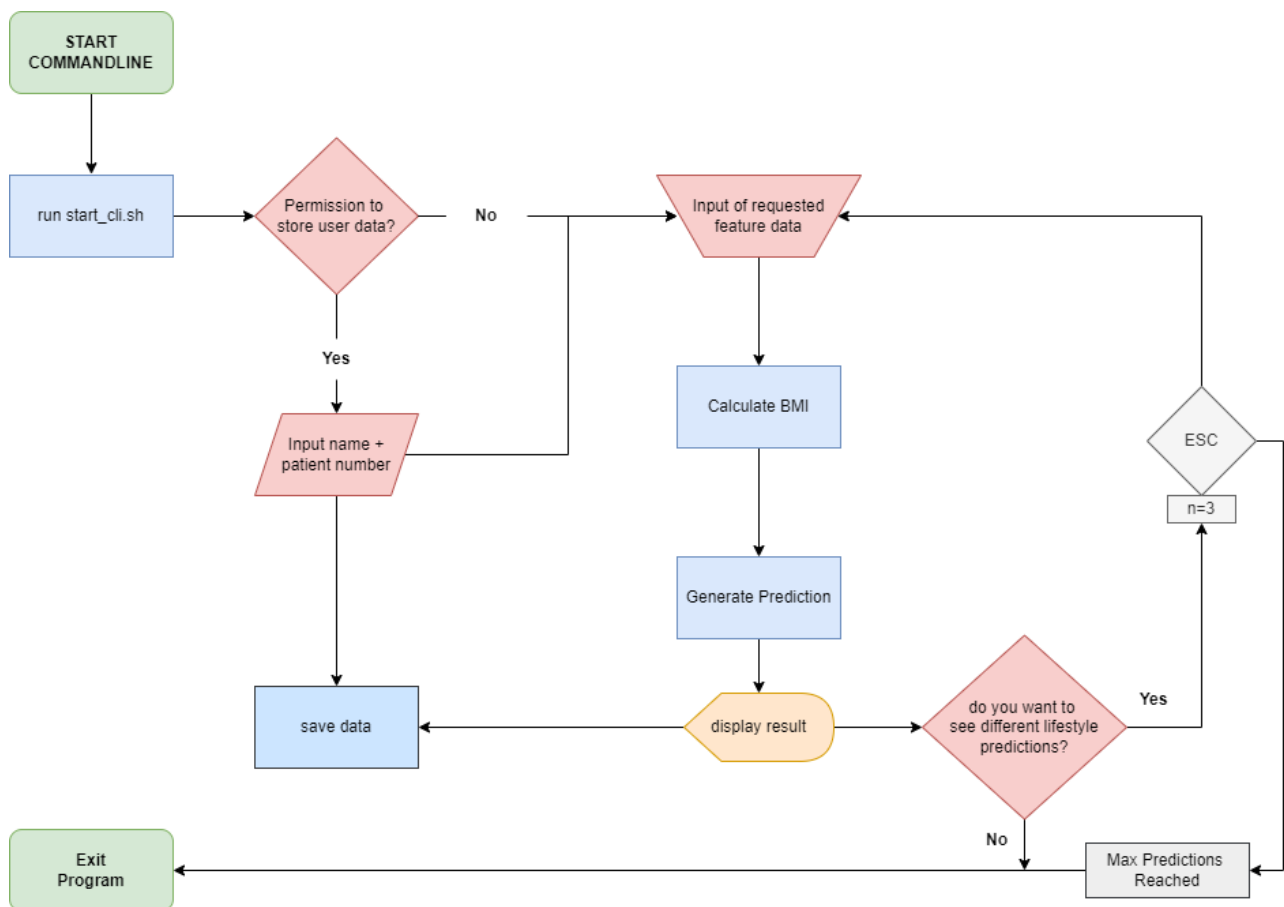 START
COMMANDLINE
run start_cli.sh
Permission to
store user data?
No
Input of requested
feature data
Yes
Input name +
patient number
Calculate BMI
ESC
n=3
Generate Prediction
save data
display result
do you want to
see different lifestyle
predictions?
Yes
No
Exit
Program
Max Predictions
Reached